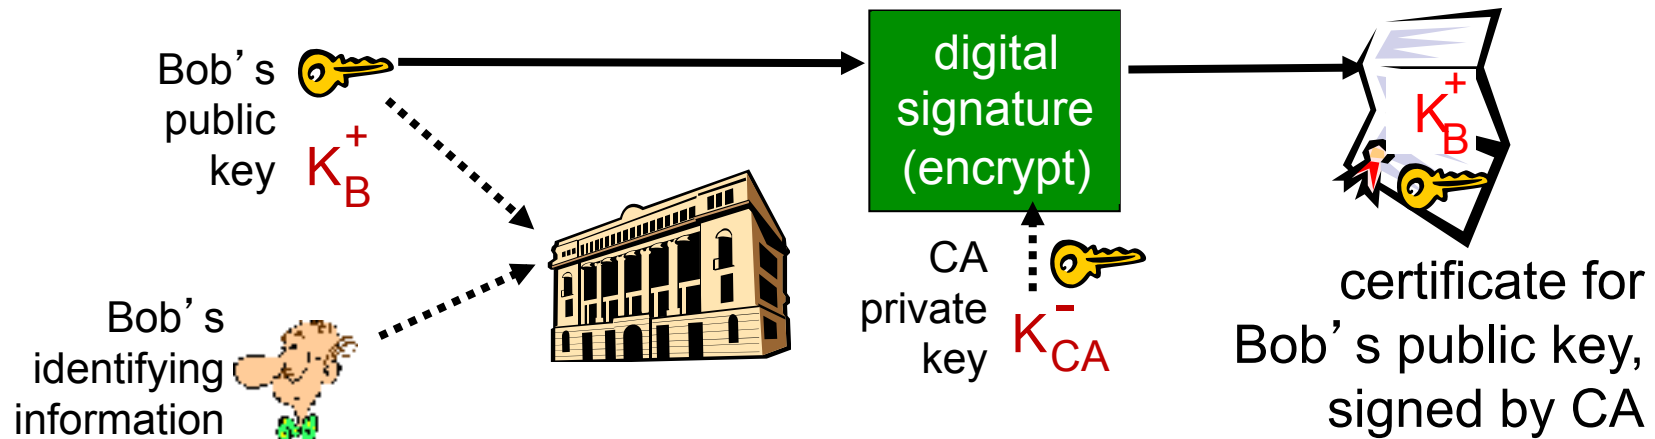 Bob’s
public
key
K+B
digital
signature
(encrypt)
K+B
Bob’s
identifying
information
CA
private
key
K-CA
certificate for
Bob’s public key,
signed by CA